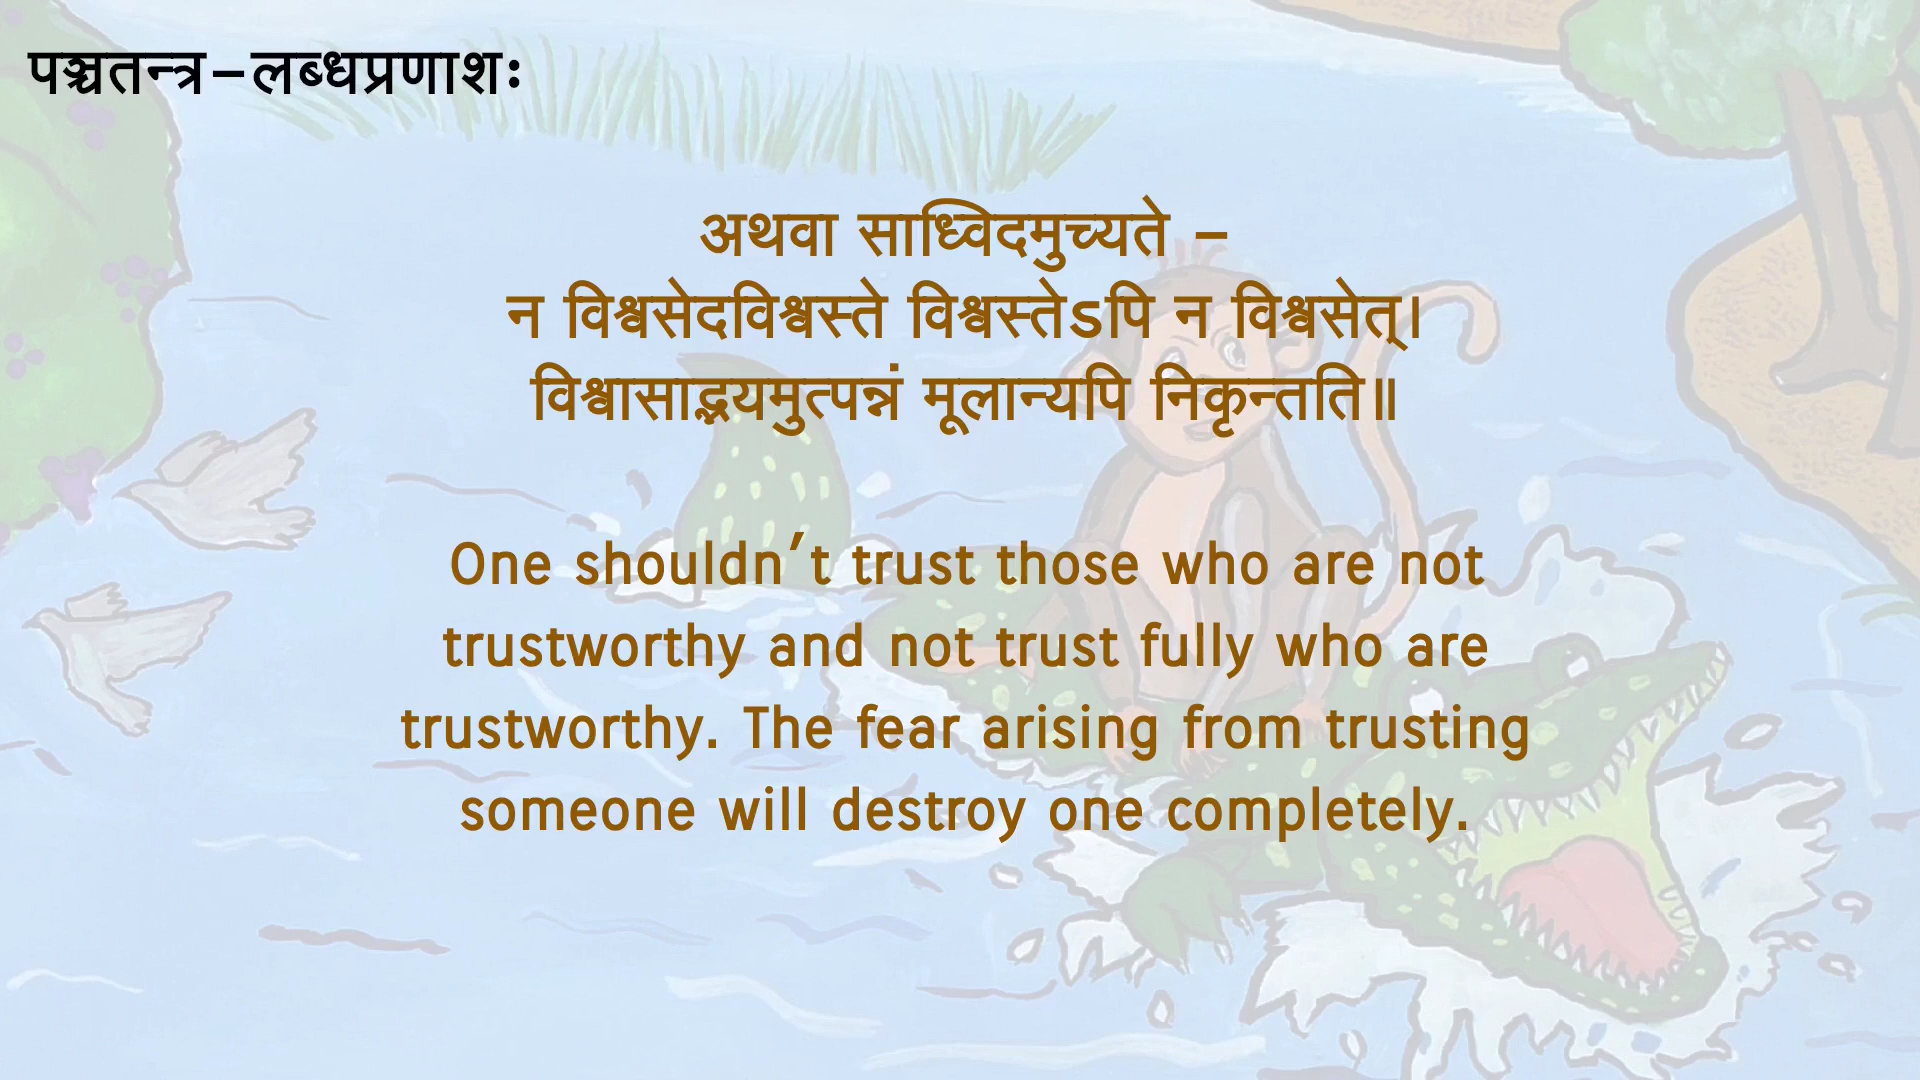 पञ्चतन्त्र-लब्धप्रणाशः
अथवा साध्विदमुच्यते -
न विश्वसेदविश्वस्ते विश्वस्तेऽपि न विश्वसेत्।
विश्वासाद्भयमुत्पन्नं मूलान्यपि निकृन्तति॥
One shouldn't trust those who are not
trustworthy and not trust fully who are
trustworthy. The fear arising from trusting
someone will destroy one completely.